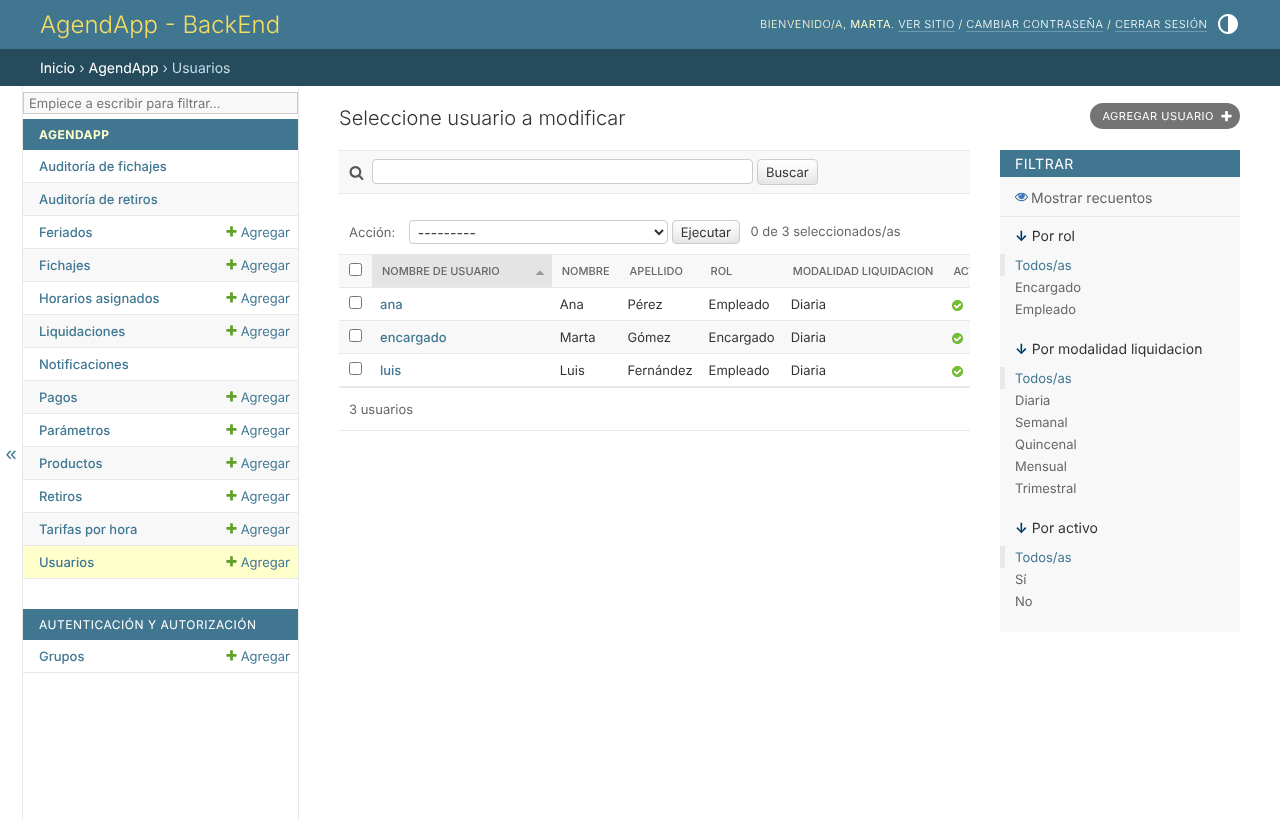 AgendApp - BackEnd
BIENVENIDO/A, MARTA. VER SITIO / CAMBIAR CONTRASEÑA / CERRAR SESIÓN
Inicio › AgendApp › Usuarios
Empiece a escribir para filtrar...
AGENDAPP
Auditoría de fichajes
Auditoría de retiros
Feriados Agregar
Fichajes Agregar
Horarios asignados Agregar
Liquidaciones Agregar
Notificaciones
Pagos Agregar
Parámetros Agregar
Productos Agregar
Retiros Agregar
Tarifas por hora Agregar
Usuarios Agregar
AUTENTICACIÓN Y AUTORIZACIÓN
Grupos Agregar
«
Seleccione usuario a modificar
AGREGAR USUARIO
Buscar
Acción: --------- Ejecutar 0 de 3 seleccionados/as
NOMBRE DE USUARIO NOMBRE APELLIDO ROL MODALIDAD LIQUIDACION
ana Ana Pérez Empleado Diaria
encargado Marta Gómez Encargado Diaria
luis Luis Fernández Empleado Diaria
3 usuarios
FILTRAR
Mostrar recuentos
Por rol
Todos/as
Encargado
Empleado
Por modalidad liquidacion
Todos/as
Diaria
Semanal
Quincenal
Mensual
Trimestral
Por activo
Todos/as
Sí
No